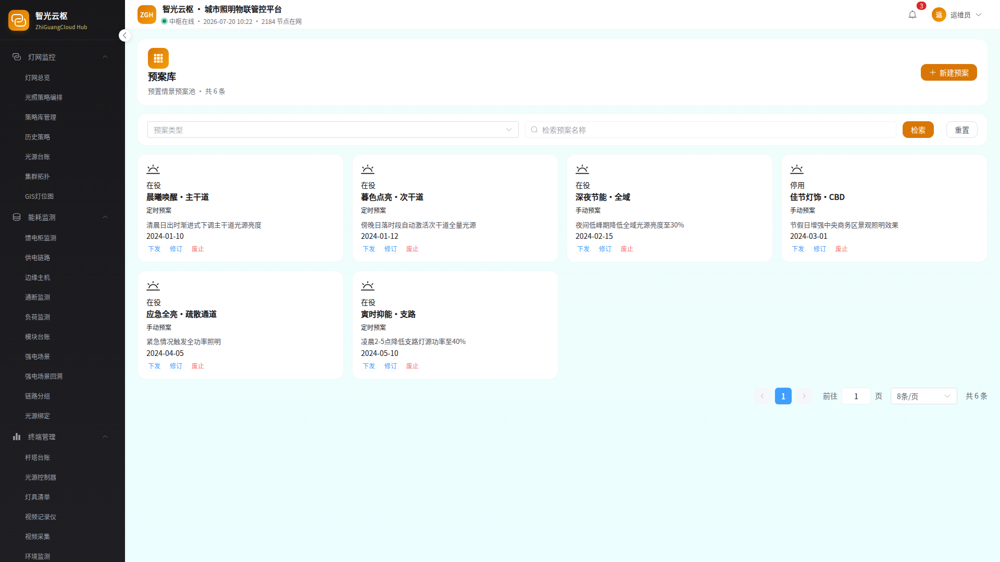 智光云枢
ZhiGuangCloud Hub
灯网监控
灯网总览
光照策略编排
策略库管理
历史策略
光源台账
集群拓扑
GIS灯位图
能耗监测
馈电柜监测
供电链路
边缘主机
通断监测
负荷监测
模块台账
强电场景
强电场景回溯
链路分组
光源绑定
终端管理
杆塔台账
光源控制器
灯具清单
视频记录仪
视频采集
环境监测
ZGH
智光云枢 • 城市照明物联管控平台
中枢在线 • 2026-07-20 10:22 • 2184 节点在网
3
运
运维员
预案库
预置情景预案池 • 共 6 条
新建预案
预案类型
检索预案名称
检索
重置
在役
晨曦唤醒•主干道
定时预案
清晨日出时渐进式下调主干道光源亮度
2024-01-10
下发 修订 废止
在役
暮色点亮•次干道
定时预案
傍晚日落时段自动激活次干道全量光源
2024-01-12
下发 修订 废止
在役
深夜节能•全域
手动预案
夜间低峰期降低全域光源亮度至30%
2024-02-15
下发 修订 废止
停用
佳节灯饰•CBD
手动预案
节假日增强中央商务区景观照明效果
2024-03-01
下发 修订 废止
在役
应急全亮•疏散通道
手动预案
紧急情况触发全功率照明
2024-04-05
下发 修订 废止
在役
寅时抑能•支路
定时预案
凌晨2-5点降低支路灯源功率至40%
2024-05-10
下发 修订 废止
1 前往 1 页 8条/页 共 6 条